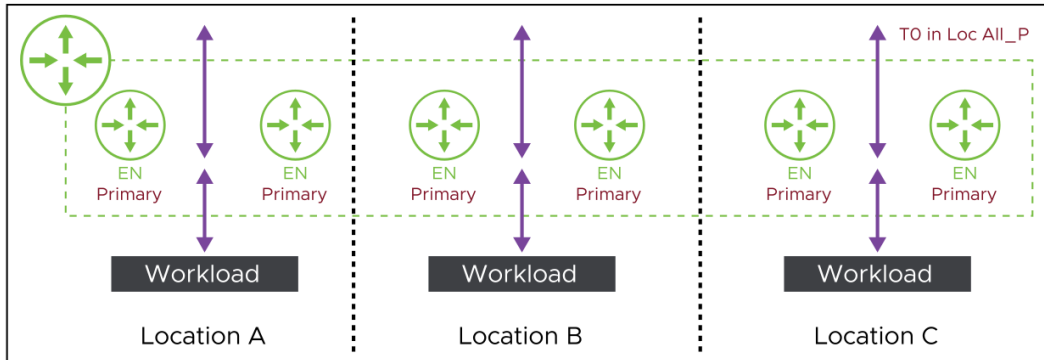 T0 in Loc All_P
EN
Primary
EN
Primary
EN
Primary
EN
Primary
EN
Primary
EN
Primary
Workload
Workload
Workload
Location A
Location B
Location C